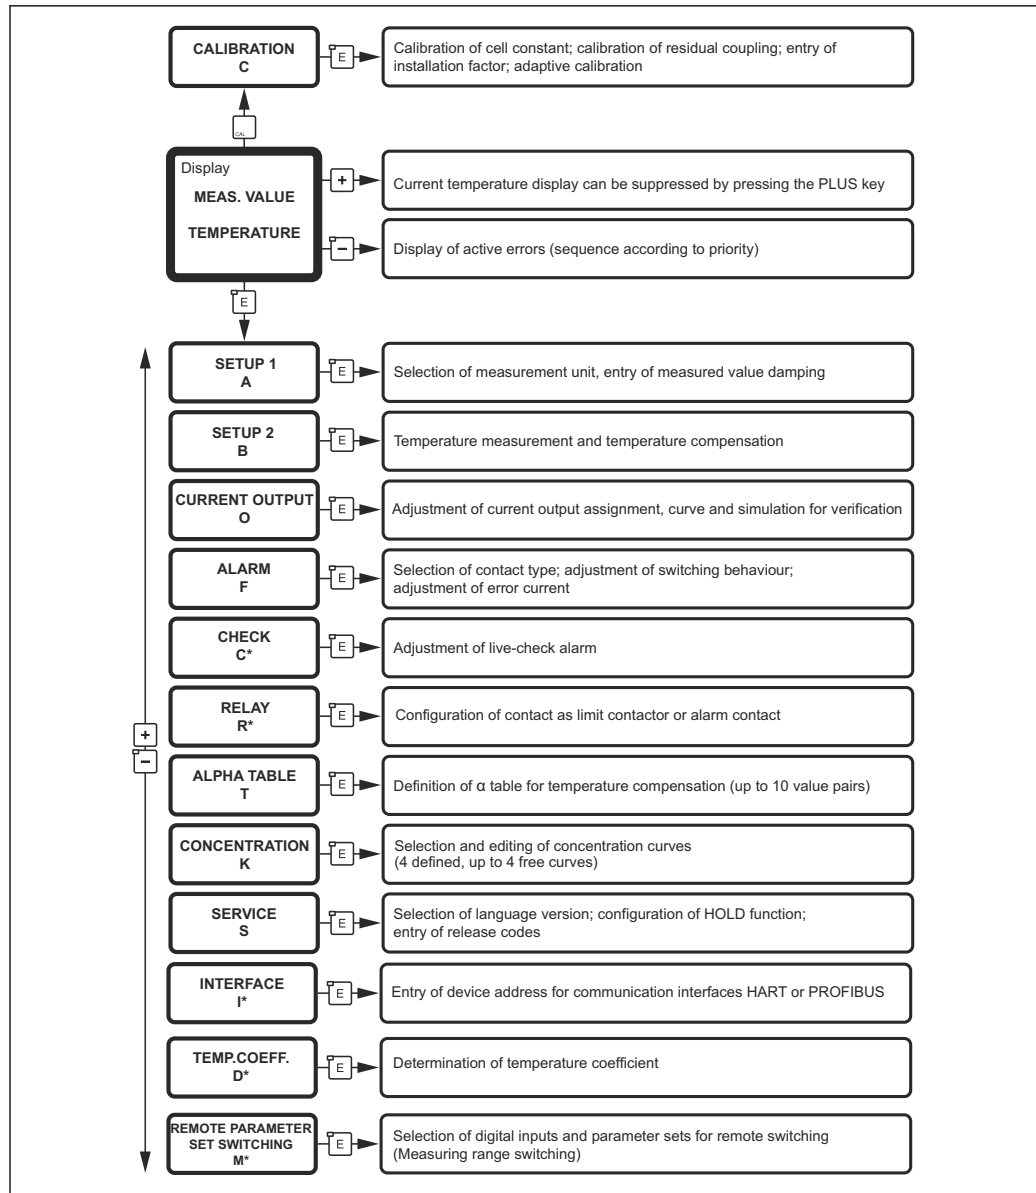 CALIBRATION
C
E
Calibration of cell constant; calibration of residual coupling; entry of
installation factor; adaptive calibration
CAL
Display
MEAS. VALUE
TEMPERATURE
+
Current temperature display can be suppressed by pressing the PLUS key
−
Display of active errors (sequence according to priority)
E
SETUP 1
A
E
Selection of measurement unit, entry of measured value damping
SETUP 2
B
E
Temperature measurement and temperature compensation
CURRENT OUTPUT
O
E
Adjustment of current output assignment, curve and simulation for verification
ALARM
F
E
Selection of contact type; adjustment of switching behaviour;
adjustment of error current
CHECK
C*
E
Adjustment of live-check alarm
RELAY
R*
E
Configuration of contact as limit contactor or alarm contact
+
−
ALPHA TABLE
T
E
Definition of α table for temperature compensation (up to 10 value pairs)
CONCENTRATION
K
E
Selection and editing of concentration curves
(4 defined, up to 4 free curves)
SERVICE
S
E
Selection of language version; configuration of HOLD function;
entry of release codes
INTERFACE
I*
E
Entry of device address for communication interfaces HART or PROFIBUS
TEMP.COEFF.
D*
E
Determination of temperature coefficient
REMOTE PARAMETER
SET SWITCHING
M*
E
Selection of digital inputs and parameter sets for remote switching
(Measuring range switching)